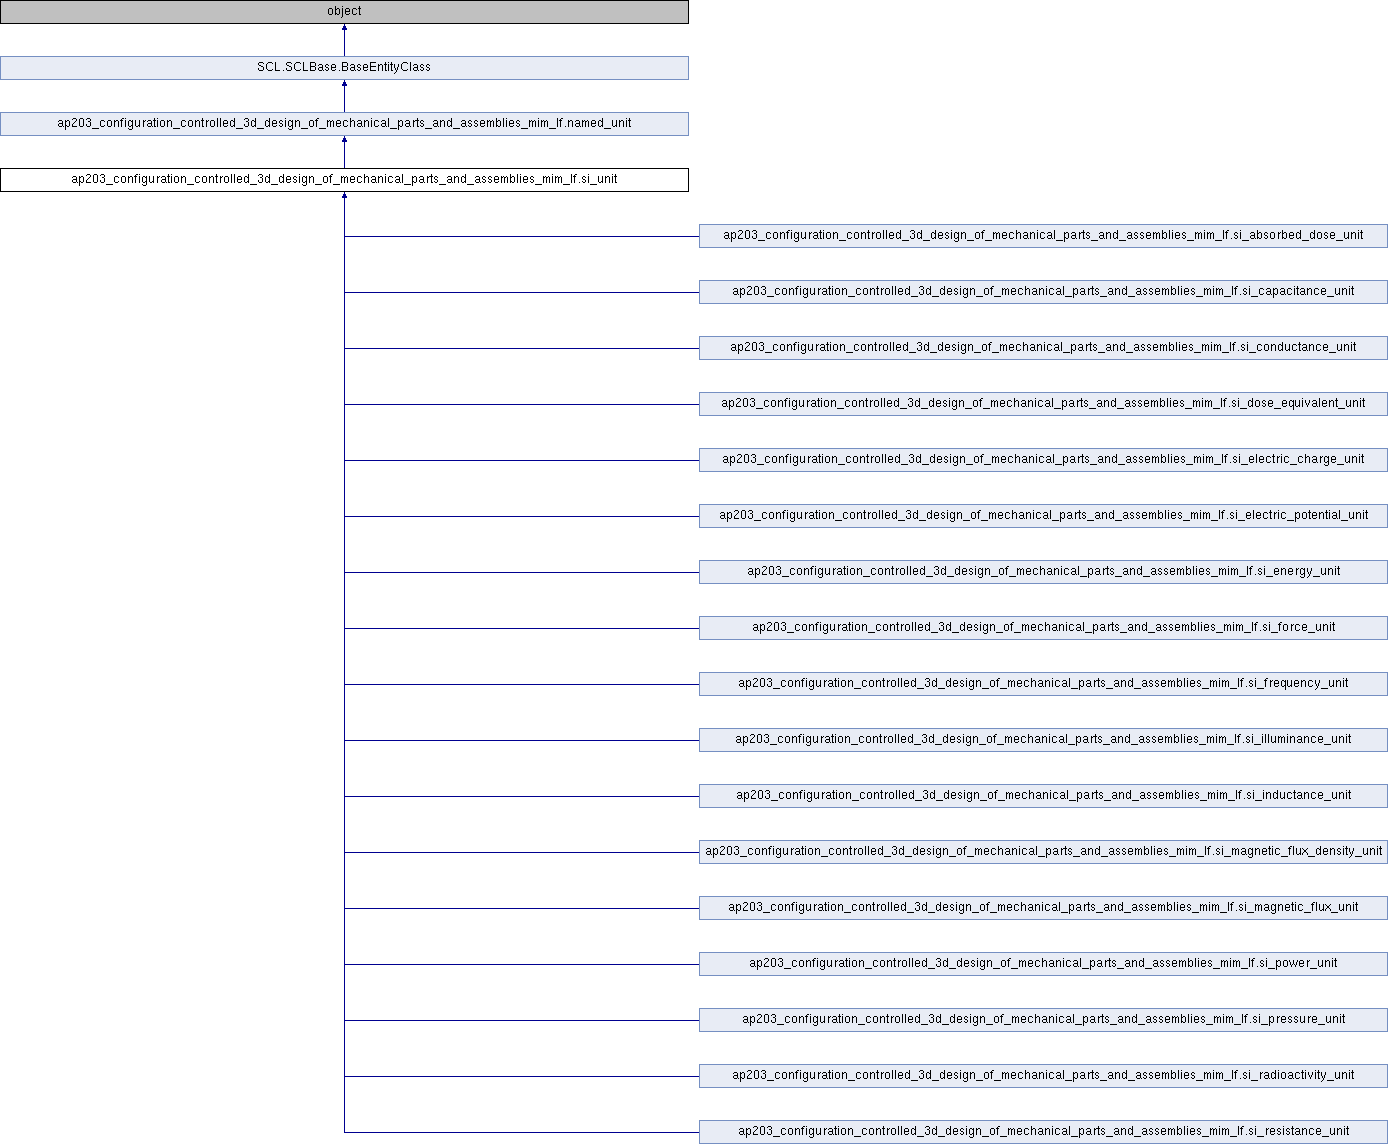 object
SCL.SCLBase.BaseEntityClass
ap203_configuration_controlled_3d_design_of_mechanical_parts_and_assemblies_mim_lf.named_unit
ap203_configuration_controlled_3d_design_of_mechanical_parts_and_assemblies_mim_lf.si_unit
ap203_configuration_controlled_3d_design_of_mechanical_parts_and_assemblies_mim_lf.si_absorbed_dose_unit
ap203_configuration_controlled_3d_design_of_mechanical_parts_and_assemblies_mim_lf.si_capacitance_unit
ap203_configuration_controlled_3d_design_of_mechanical_parts_and_assemblies_mim_lf.si_conductance_unit
ap203_configuration_controlled_3d_design_of_mechanical_parts_and_assemblies_mim_lf.si_dose_equivalent_unit
ap203_configuration_controlled_3d_design_of_mechanical_parts_and_assemblies_mim_lf.si_electric_charge_unit
ap203_configuration_controlled_3d_design_of_mechanical_parts_and_assemblies_mim_lf.si_electric_potential_unit
ap203_configuration_controlled_3d_design_of_mechanical_parts_and_assemblies_mim_lf.si_energy_unit
ap203_configuration_controlled_3d_design_of_mechanical_parts_and_assemblies_mim_lf.si_force_unit
ap203_configuration_controlled_3d_design_of_mechanical_parts_and_assemblies_mim_lf.si_frequency_unit
ap203_configuration_controlled_3d_design_of_mechanical_parts_and_assemblies_mim_lf.si_illuminance_unit
ap203_configuration_controlled_3d_design_of_mechanical_parts_and_assemblies_mim_lf.si_inductance_unit
ap203_configuration_controlled_3d_design_of_mechanical_parts_and_assemblies_mim_lf.si_magnetic_flux_density_unit
ap203_configuration_controlled_3d_design_of_mechanical_parts_and_assemblies_mim_lf.si_magnetic_flux_unit
ap203_configuration_controlled_3d_design_of_mechanical_parts_and_assemblies_mim_lf.si_power_unit
ap203_configuration_controlled_3d_design_of_mechanical_parts_and_assemblies_mim_lf.si_pressure_unit
ap203_configuration_controlled_3d_design_of_mechanical_parts_and_assemblies_mim_lf.si_radioactivity_unit
ap203_configuration_controlled_3d_design_of_mechanical_parts_and_assemblies_mim_lf.si_resistance_unit